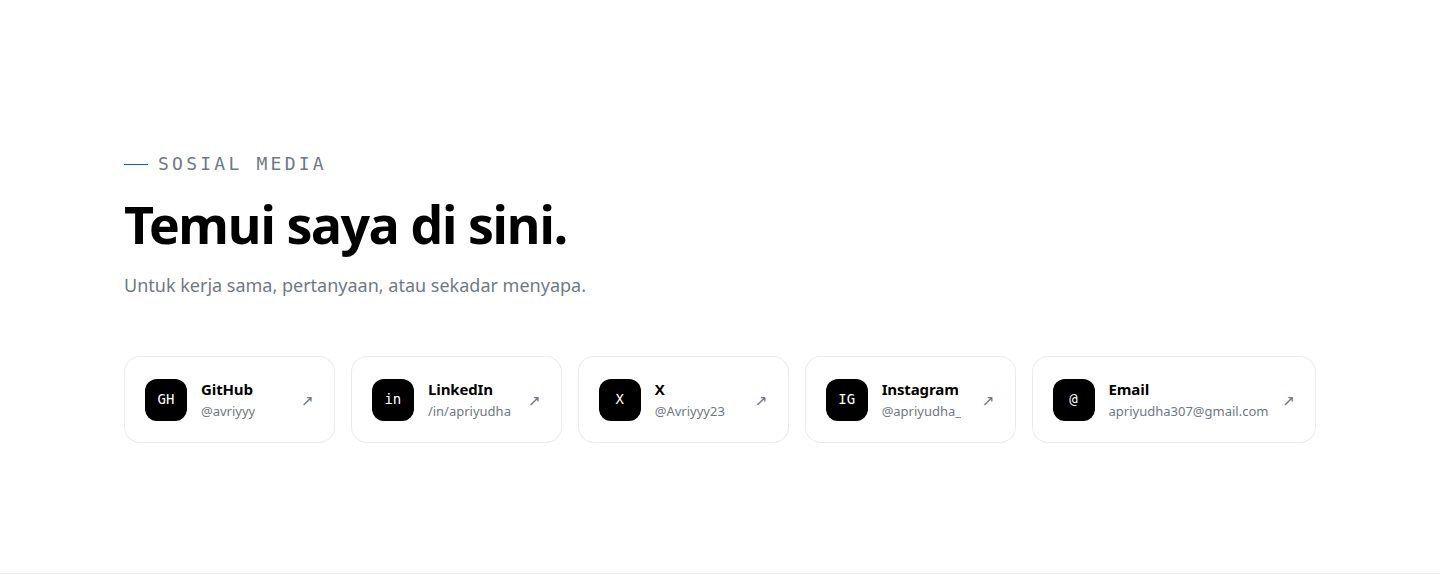 SOSIAL MEDIA
Temui saya di sini.
Untuk kerja sama, pertanyaan, atau sekadar menyapa.
GH
GitHub
@avriyyy
↗
in
LinkedIn
/in/apriyudha
↗
X
X
@Avriyyy23
↗
IG
Instagram
@apriyudha_
↗
@
Email
apriyudha307@gmail.com
↗